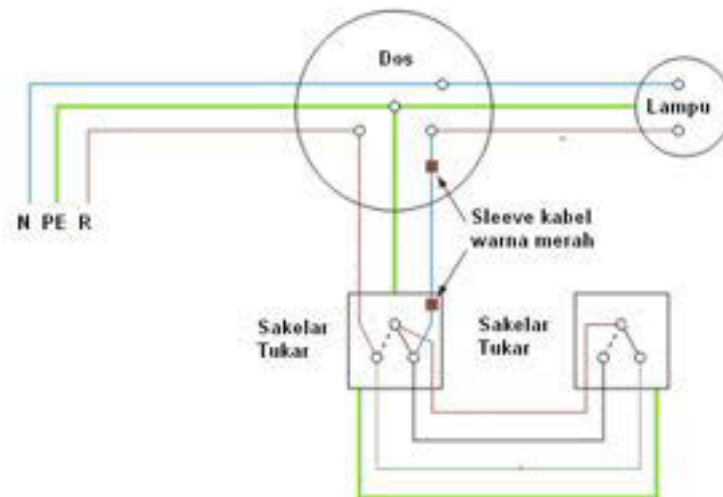 Dos
Lampu
N PE R
Sleeve kabel
warna merah
Sakelar
Tukar
Sakelar
Tukar